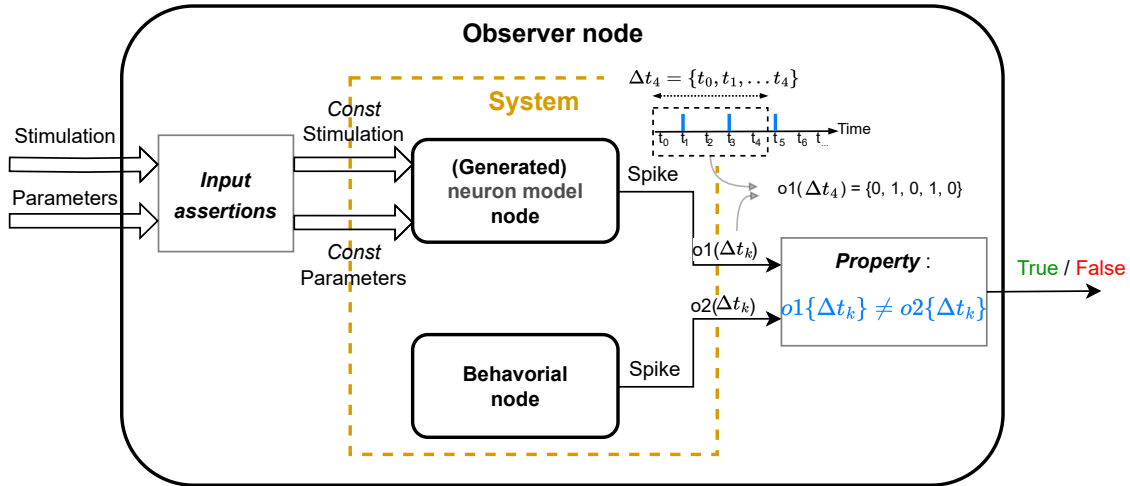 Observer node
Δt₄ = {t₀, t₁, … t₄}
System
Const
Stimulation
Time
t₀ t₁ t₂ t₃ t₄ t₅ t₆ t...
Stimulation
Parameters
Input
assertions
(Generated)
neuron model
node
Spike
o1(Δt₄) = {0, 1, 0, 1, 0}
Const
Parameters
o1(Δtₖ)
o2(Δtₖ)
Property :
o1{Δtₖ} ≠ o2{Δtₖ}
True / False
Behavorial
node
Spike